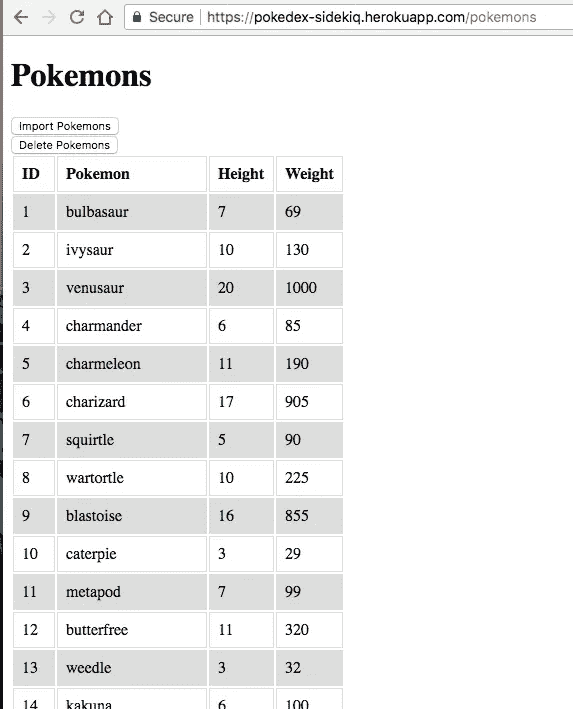 Secure https://pokedex-sidekiq.herokuapp.com/pokemons
Pokemons
Import Pokemons
Delete Pokemons
ID Pokemon Height Weight
1 bulbasaur 7 69
2 ivysaur 10 130
3 venusaur 20 1000
4 charmander 6 85
5 charmeleon 11 190
6 charizard 17 905
7 squirtle 5 90
8 wartortle 10 225
9 blastoise 16 855
10 caterpie 3 29
11 metapod 7 99
12 butterfree 11 320
13 weedle 3 32
14 kakuna 6 100